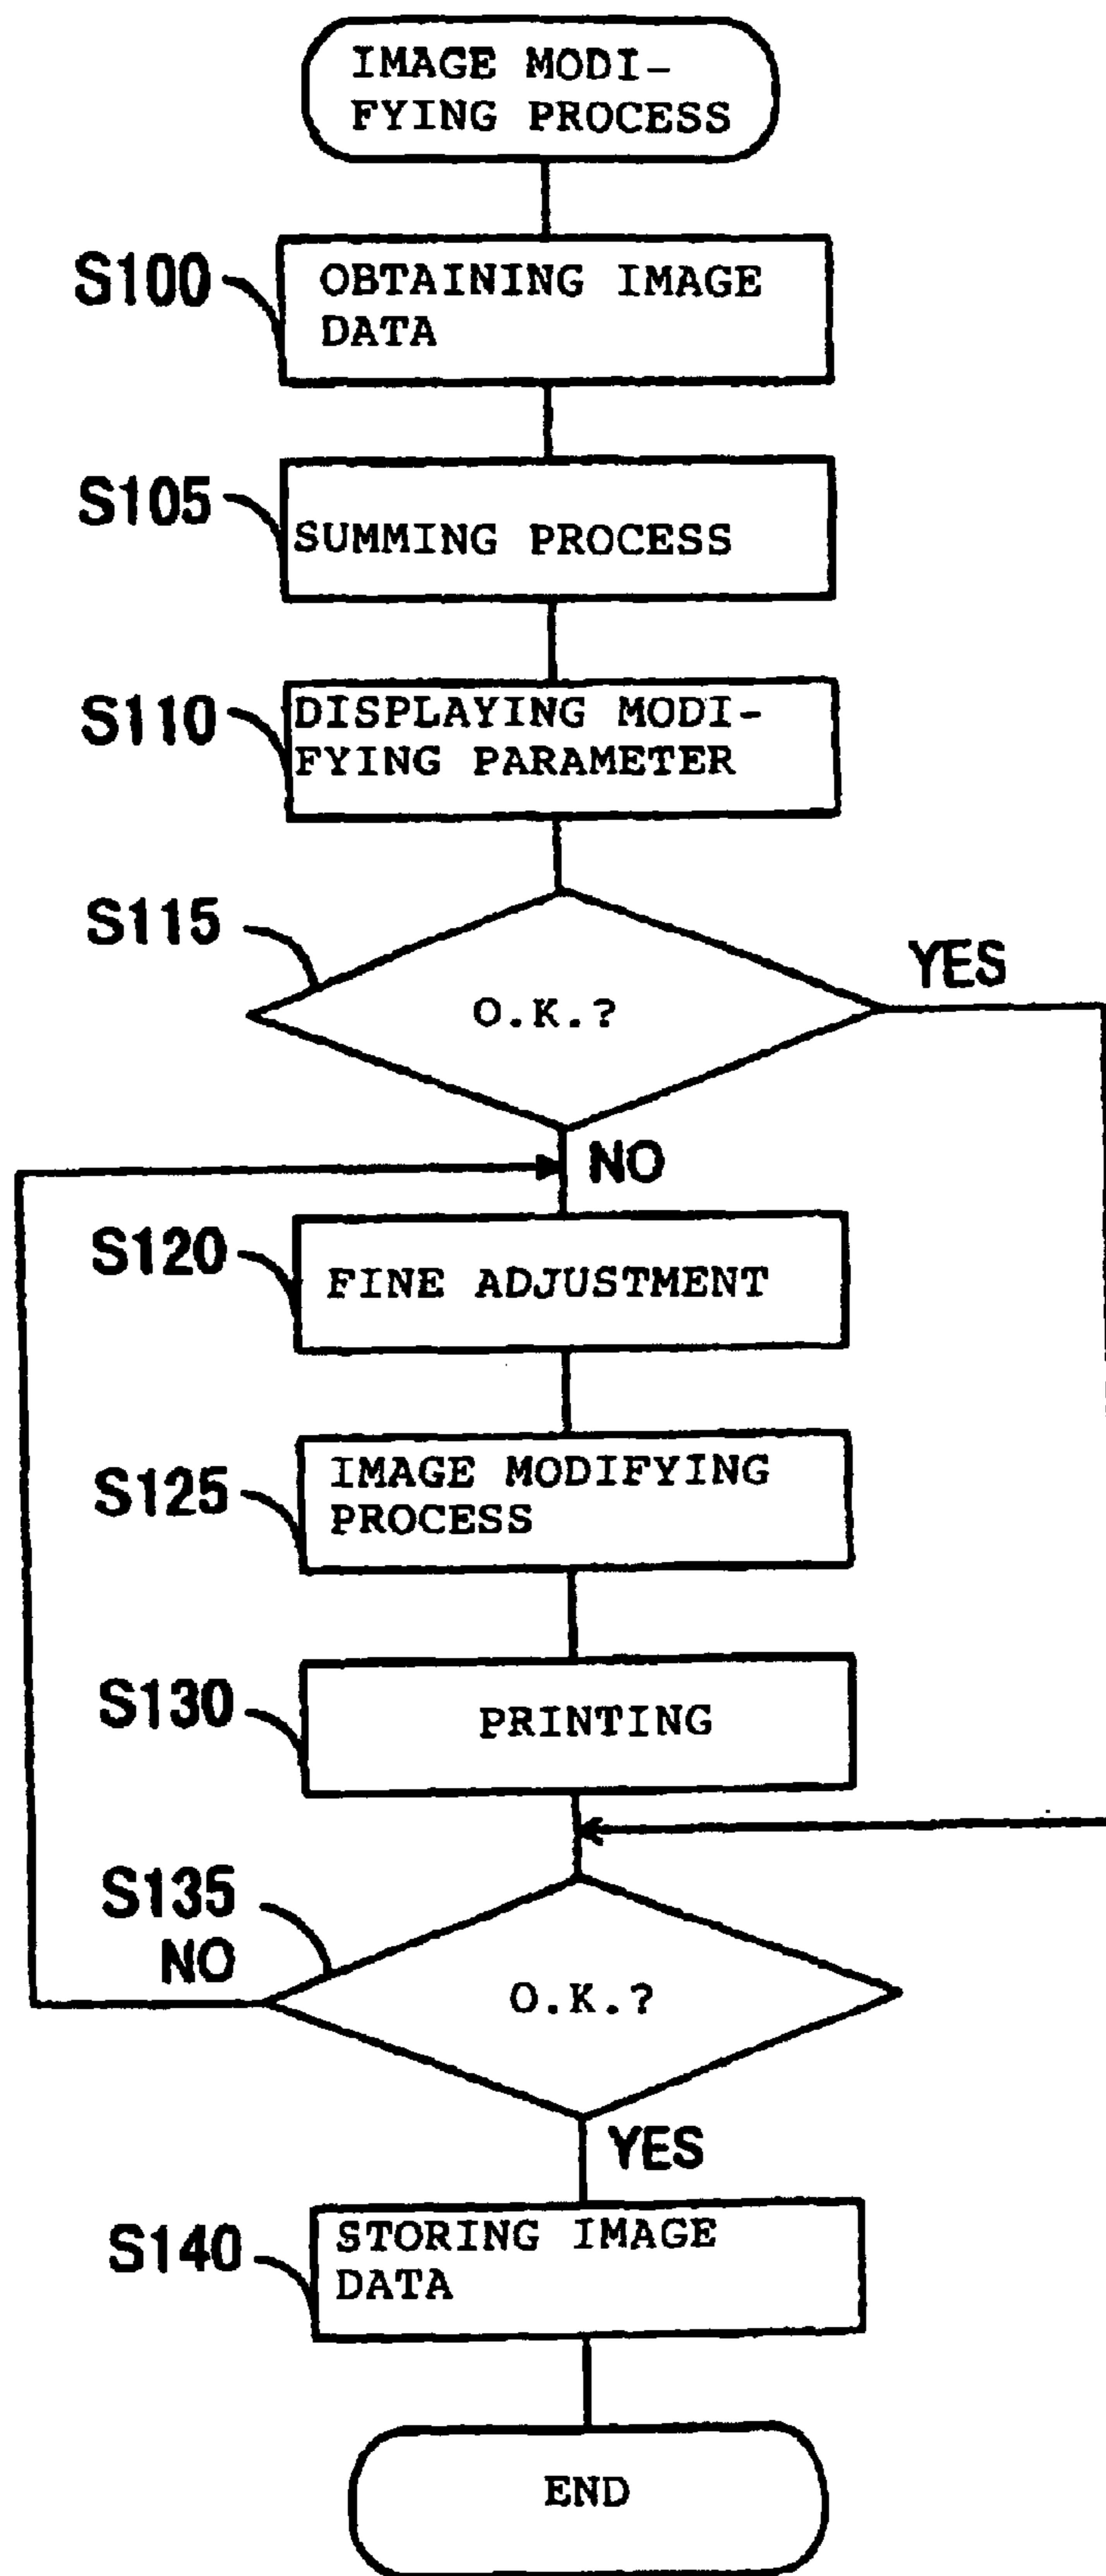 IMAGE MODI-
FYING PROCESS
S100
OBTAINING IMAGE
DATA
S105
SUMMING PROCESS
S110
DISPLAYING MODI-
FYING PARAMETER
S115
O.K.?
YES
NO
S120
FINE ADJUSTMENT
S125
IMAGE MODIFYING
PROCESS
S130
PRINTING
S135
NO
O.K.?
YES
S140
STORING IMAGE
DATA
END